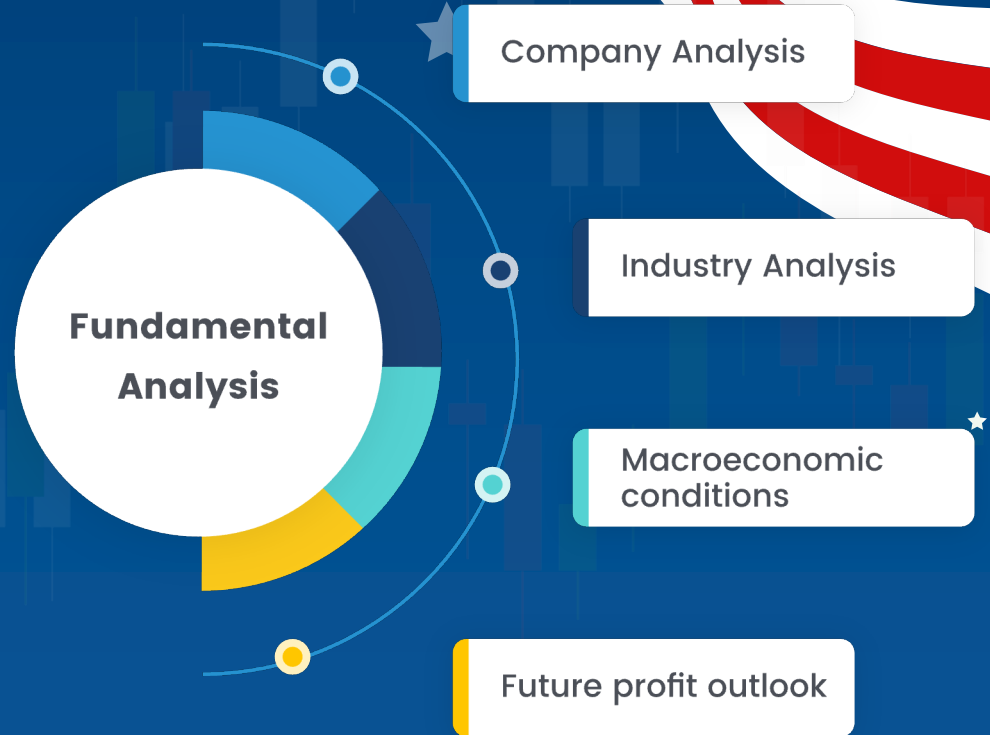 Company Analysis
Industry Analysis
Fundamental
Analysis
Macroeconomic
conditions
Future profit outlook